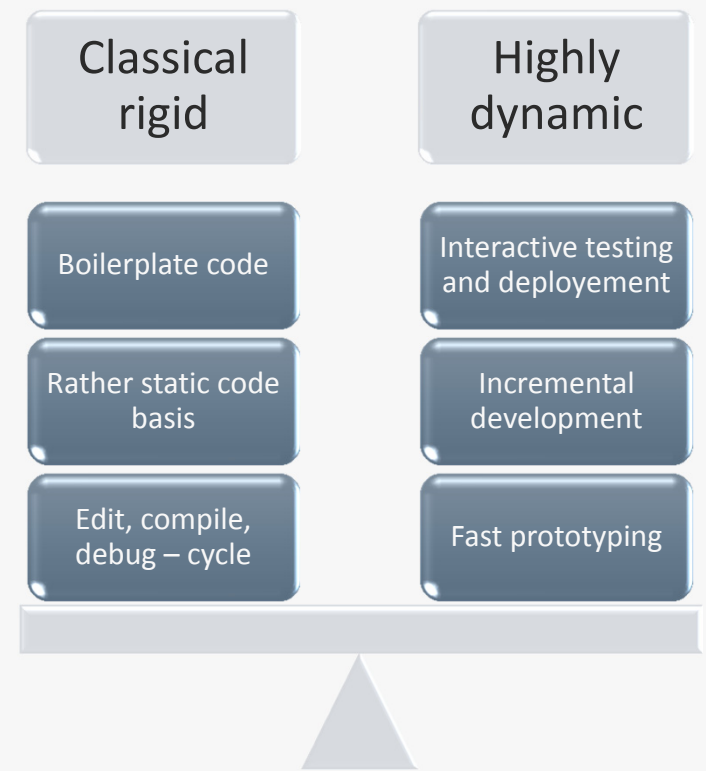 Classical
rigid
Highly
dynamic
Boilerplate code
Interactive testing
and deployement
Rather static code
basis
Incremental
development
Edit, compile,
debug – cycle
Fast prototyping